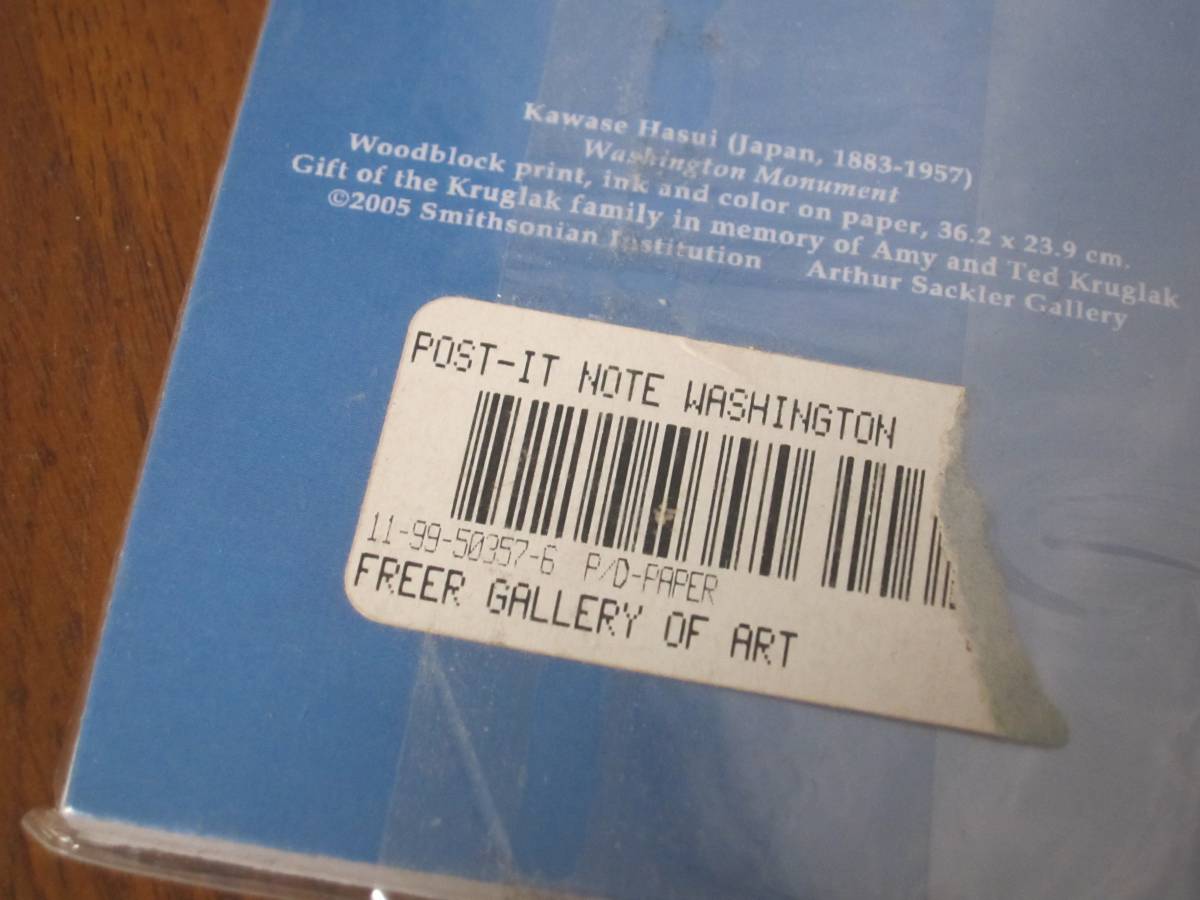 Kawase Hasui (Japan, 1883-1957)
Washington Monument
Woodblock print, ink and color on paper, 36.2 x 23.9 cm.
Gift of the Kruglak family in memory of Amy and Ted Kruglak
©2005 Smithsonian Institution Arthur Sackler Gallery
POST-IT NOTE WASHINGTON
11-99-50357-6 P/D-PAPER
FREER GALLERY OF ART